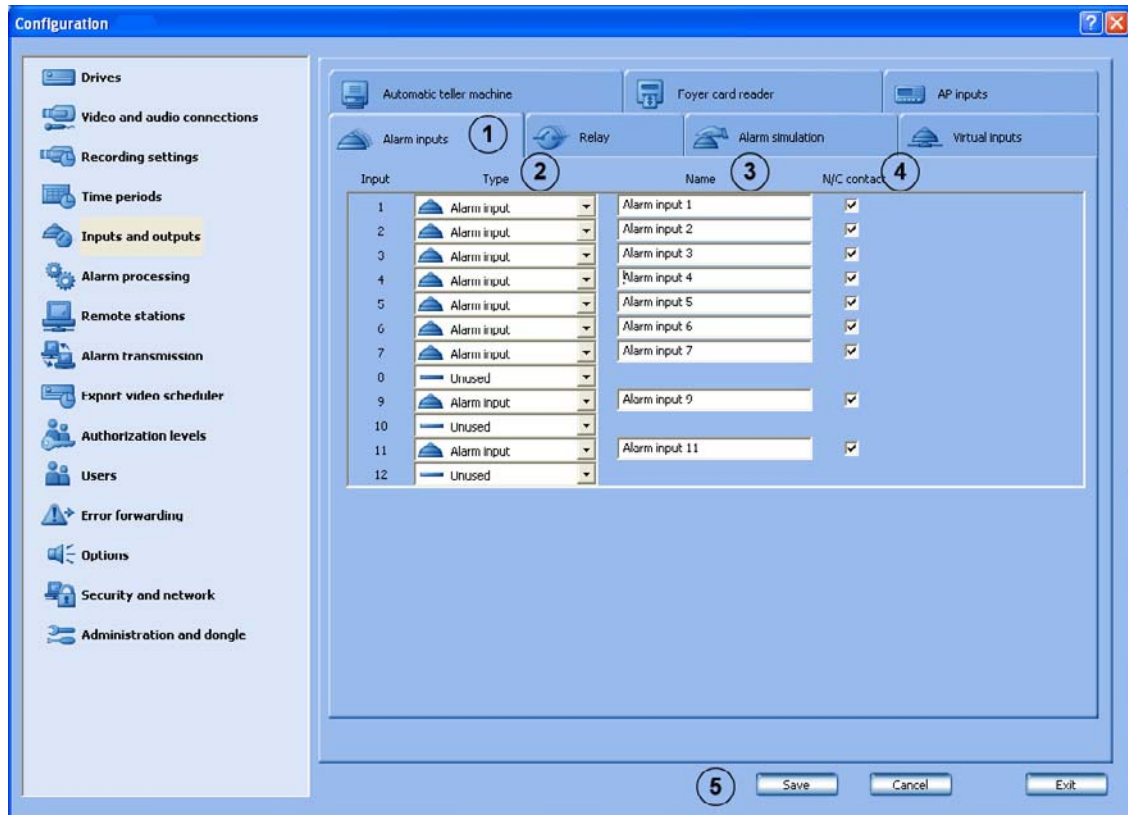 Configuration
Drives
Video and audio connections
Recording settings
Time periods
Inputs and outputs
Alarm processing
Remote stations
Alarm transmission
Export video scheduler
Authorization levels
Users
Error forwarding
Options
Security and network
Administration and dongle
Automatic teller machine Foyer card reader AP inputs
Alarm inputs 1 Relay Alarm simulation Virtual inputs
Input Type 2 Name 3 N/C contact 4
1 Alarm input Alarm input 1
2 Alarm input Alarm input 2
3 Alarm input Alarm input 3
4 Alarm input Alarm input 4
5 Alarm input Alarm input 5
6 Alarm input Alarm input 6
7 Alarm input Alarm input 7
8 Unused
9 Alarm input Alarm input 9
10 Unused
11 Alarm input Alarm input 11
12 Unused
5 Save Cancel Exit